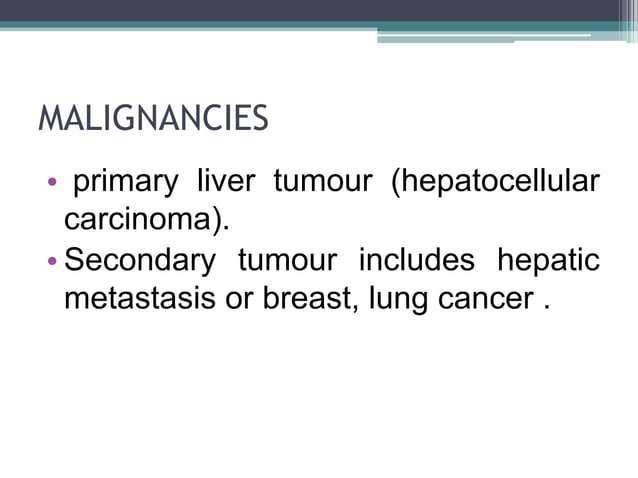 MALIGNANCIES
• primary liver tumour (hepatocellular
carcinoma).
• Secondary tumour includes hepatic
metastasis or breast, lung cancer .